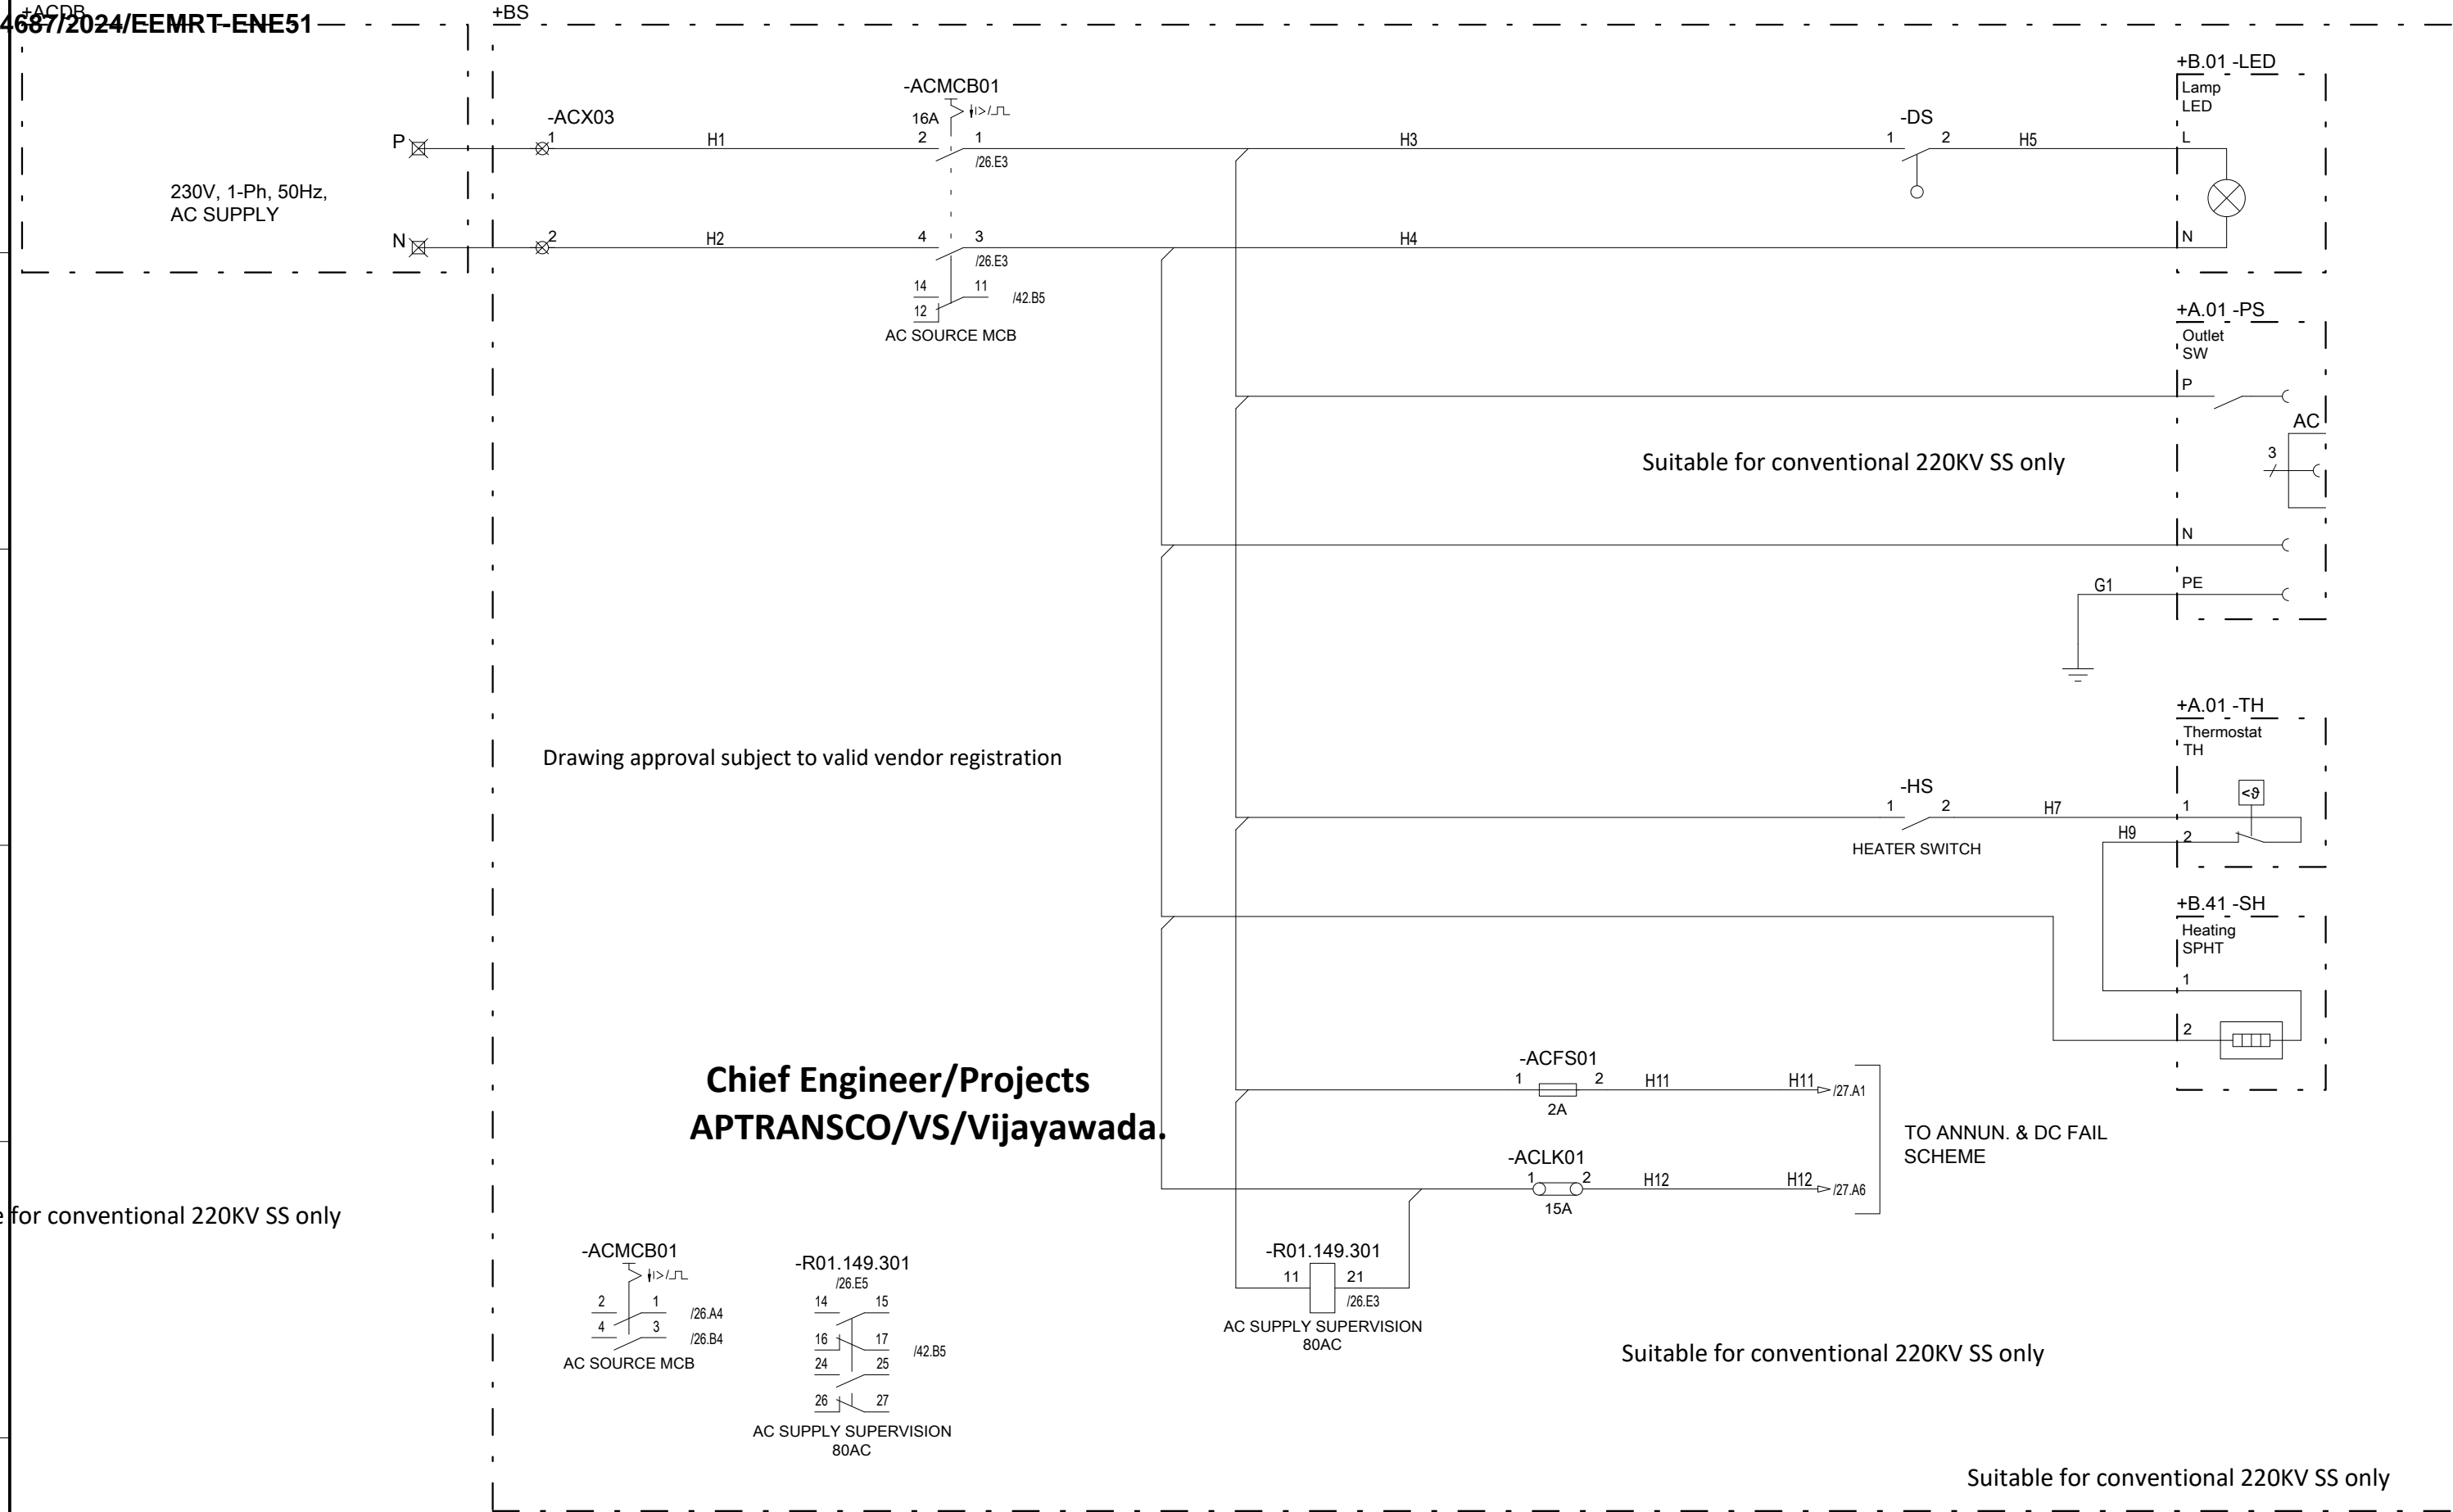 +ACDB
4687/2024/EEMRT-ENE51
+BS
230V, 1-Ph, 50Hz,
AC SUPPLY
P
N
-ACX03
1
H1
2
H2
-ACMCB01
16A
I>/
2
1
/26.E3
4
3
/26.E3
14
11
/42.B5
12
AC SOURCE MCB
H3
H4
-DS
1
2
H5
+B.01 -LED
Lamp
LED
L
N
+A.01 -PS
Outlet
SW
P
AC
3
N
G1
PE
Suitable for conventional 220KV SS only
+A.01 -TH
Thermostat
TH
<ϑ
1
2
-HS
1
2
H7
H9
HEATER SWITCH
Drawing approval subject to valid vendor registration
+B.41 -SH
Heating
SPHT
1
2
Chief Engineer/Projects
APTRANSCO/VS/Vijayawada.
-ACFS01
1
2
H11
H11
/27.A1
2A
-ACLK01
1
2
H12
H12
/27.A6
15A
TO ANNUN. & DC FAIL
SCHEME
for conventional 220KV SS only
-ACMCB01
I>/
2
1
/26.A4
4
3
/26.B4
AC SOURCE MCB
-R01.149.301
/26.E5
14
15
16
17
/42.B5
24
25
26
27
AC SUPPLY SUPERVISION
80AC
-R01.149.301
11
21
/26.E3
AC SUPPLY SUPERVISION
80AC
Suitable for conventional 220KV SS only
Suitable for conventional 220KV SS only